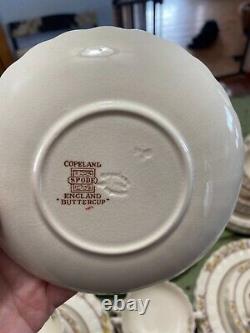 COPELAND
SPODE
ENGLAND
"BUTTERCUP"